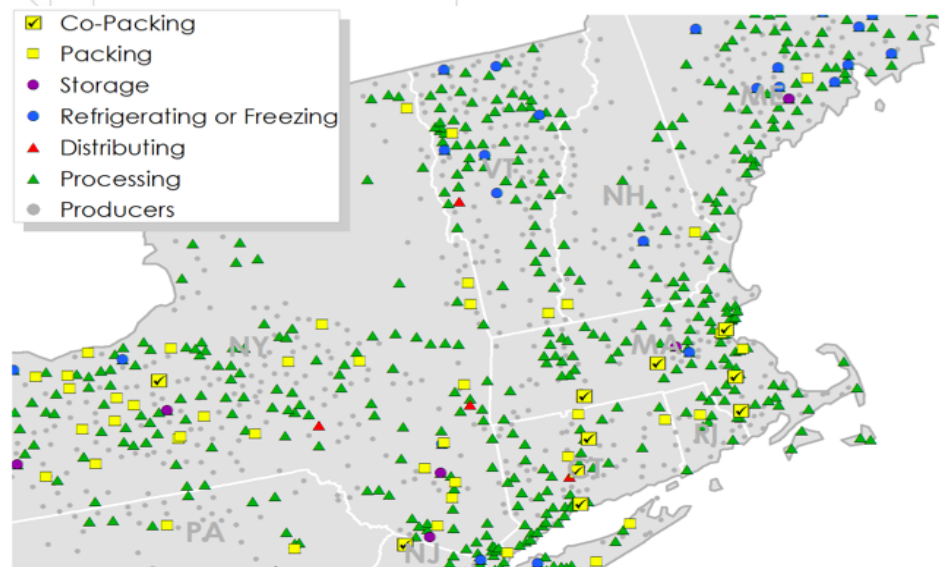 Co-Packing
Packing
Storage
Refrigerating or Freezing
Distributing
Processing
Producers
ME
VT
NH
NY
MA
RI
CT
PA
NJ